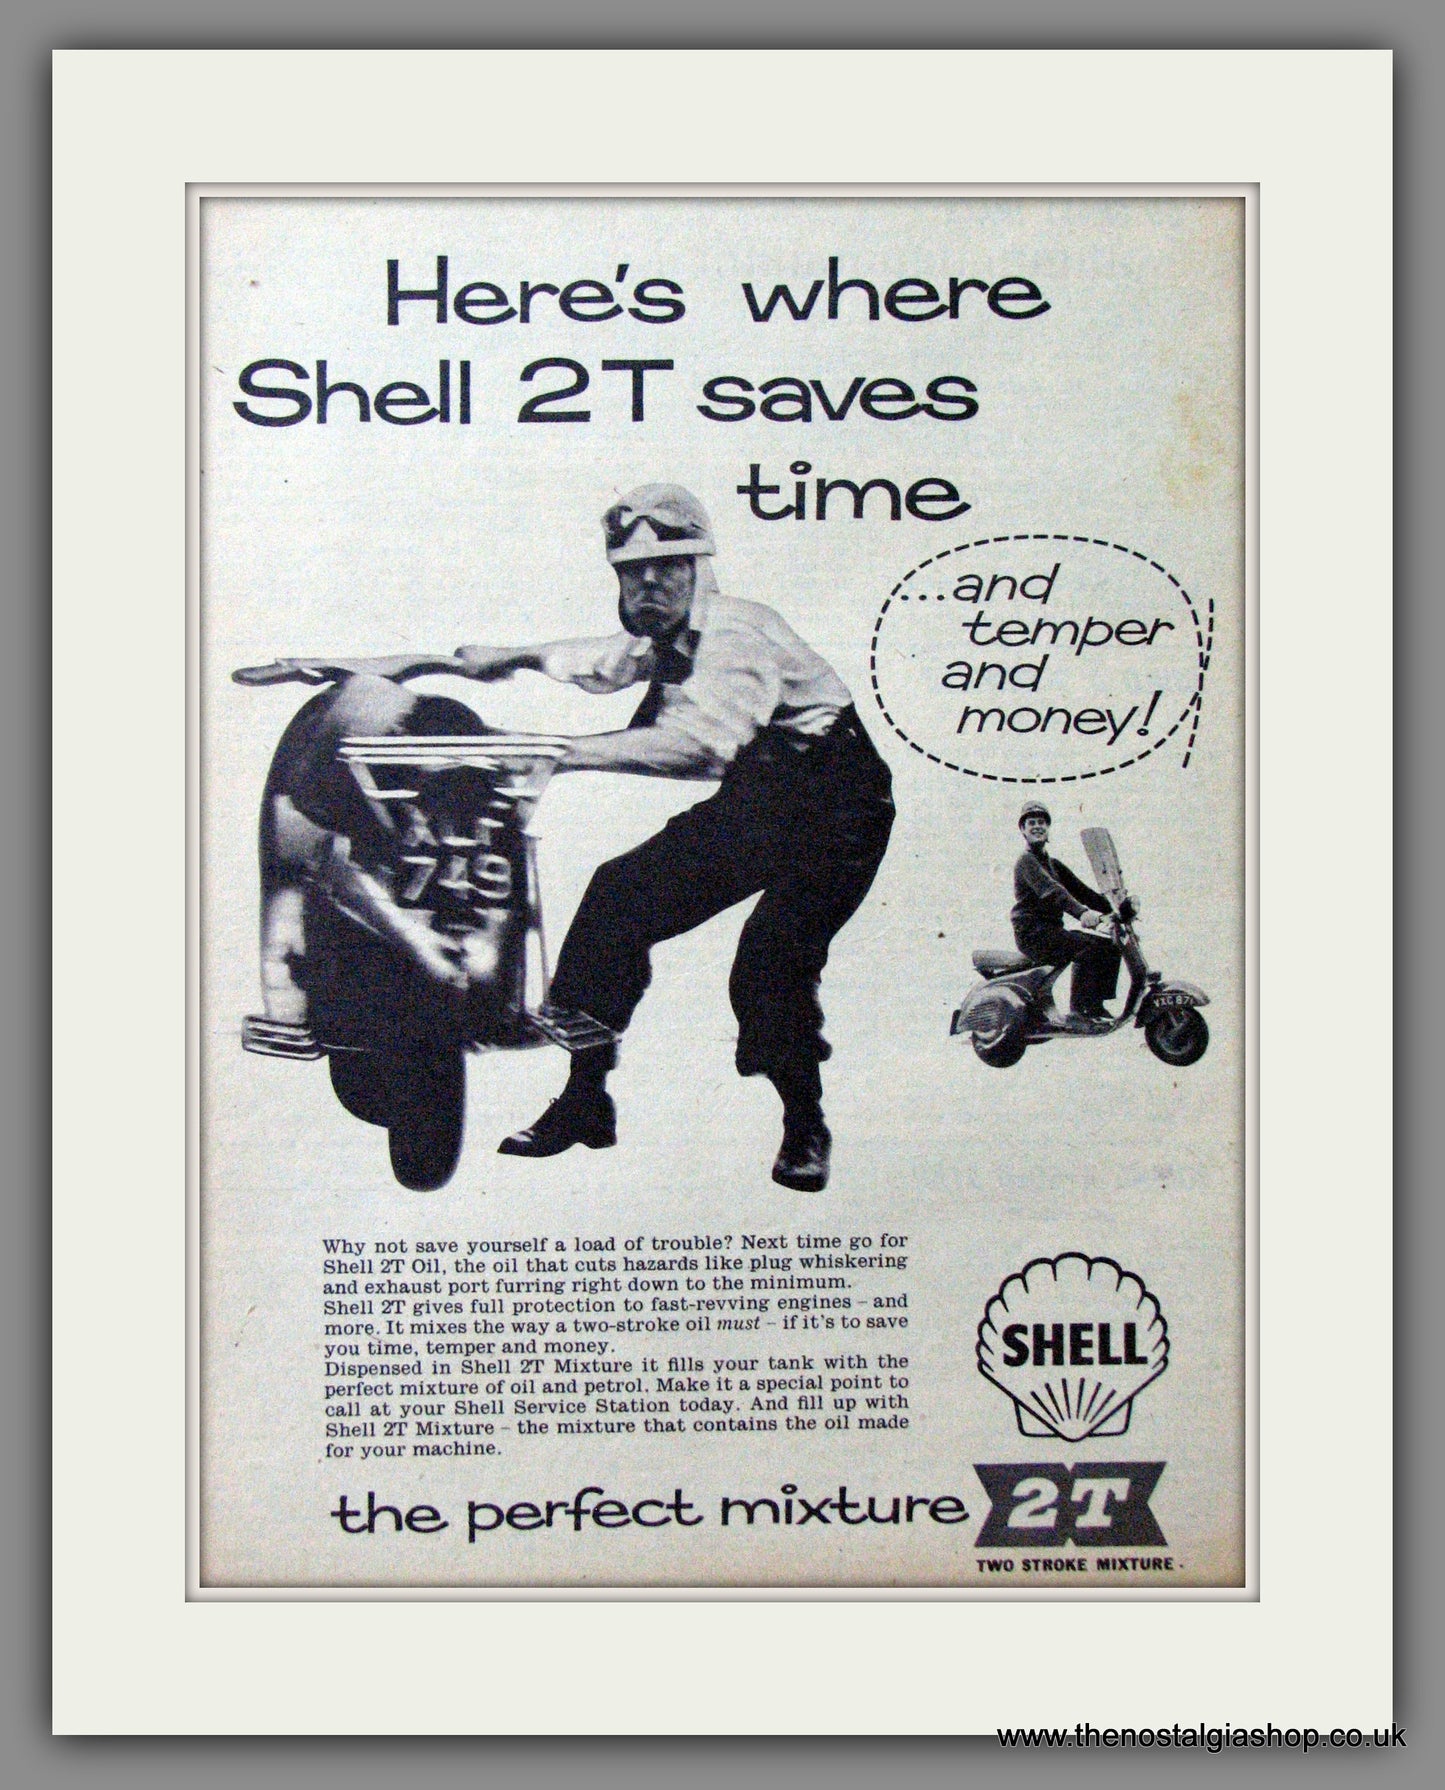 Here's where
Shell 2T saves
time
...and
temper
and
money!
749
VXC 87
Why not save yourself a load of trouble? Next time go for
Shell 2T Oil, the oil that cuts hazards like plug whiskering
and exhaust port furring right down to the minimum.
Shell 2T gives full protection to fast-revving engines – and
more. It mixes the way a two-stroke oil must – if it's to save
you time, temper and money.
Dispensed in Shell 2T Mixture it fills your tank with the
perfect mixture of oil and petrol. Make it a special point to
call at your Shell Service Station today. And fill up with
Shell 2T Mixture – the mixture that contains the oil made
for your machine.
SHELL
the perfect mixture 2T
TWO STROKE MIXTURE
www.thenostalgiashop.co.uk